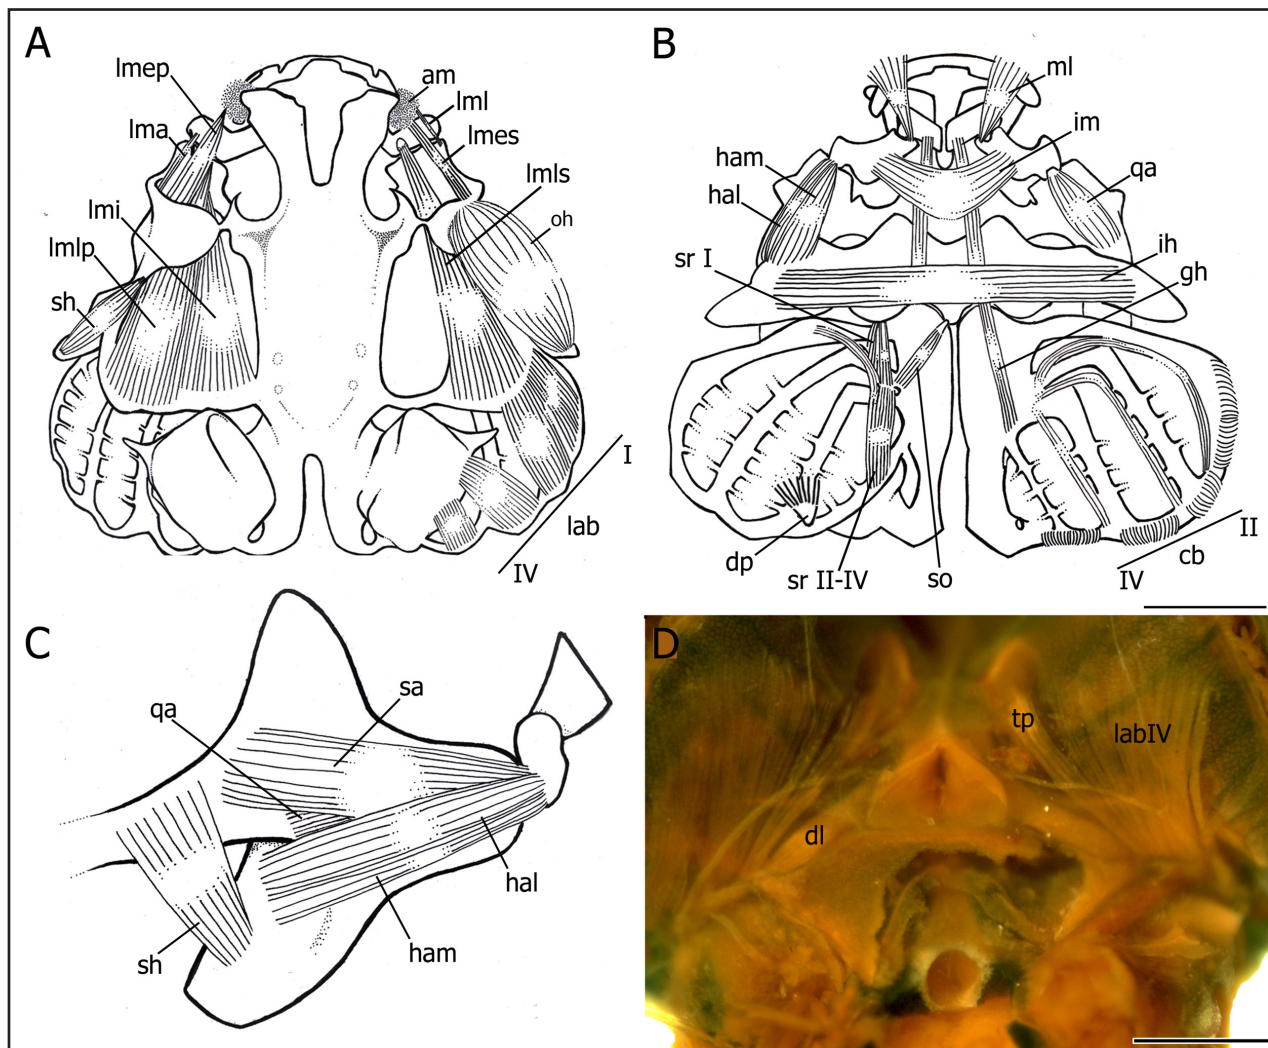 A
lmep
lma
lmi
lmlp
sh
am
lml
lmes
lmls
oh
I
lab
IV
B
ml
im
ham
hal
qa
sr I
ih
gh
dp
sr II-IV
so
II
cb
IV
C
qa
sa
hal
ham
sh
D
tp
labIV
dl